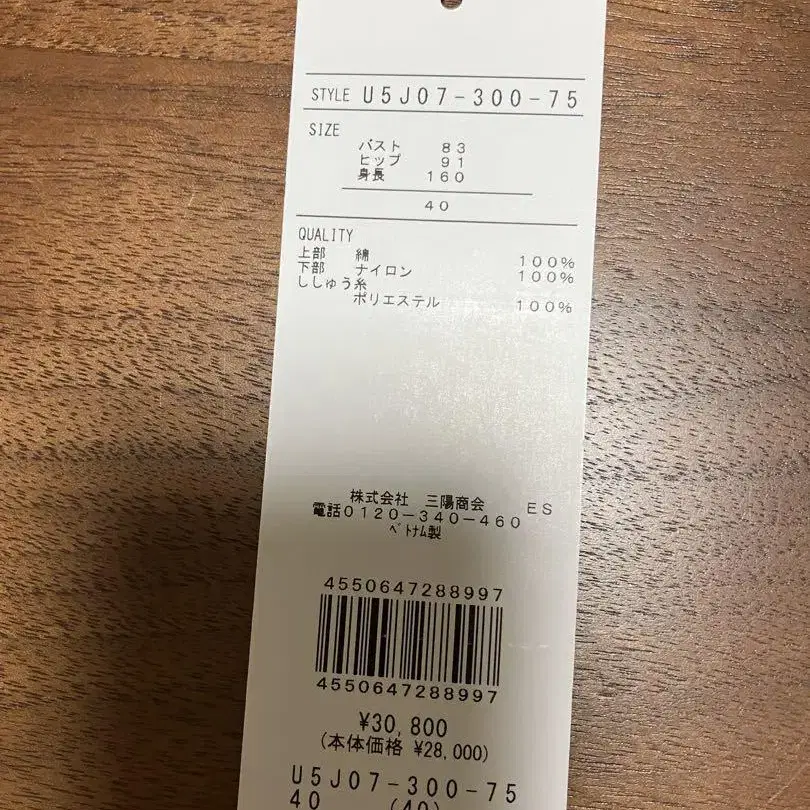 STYLE U5J07-300-75
SIZE
バスト 83
ヒップ 91
身長 160
40
QUALITY
上部 綿 100%
下部 ナイロン 100%
ししゅう糸
ポリエステル 100%
株式会社 三陽商会 ES
電話0120-340-460
ベトナム製
4550647288997
4550647288997
¥30,800
(本体価格 ¥28,000)
U5J07-300-75
40 (40)